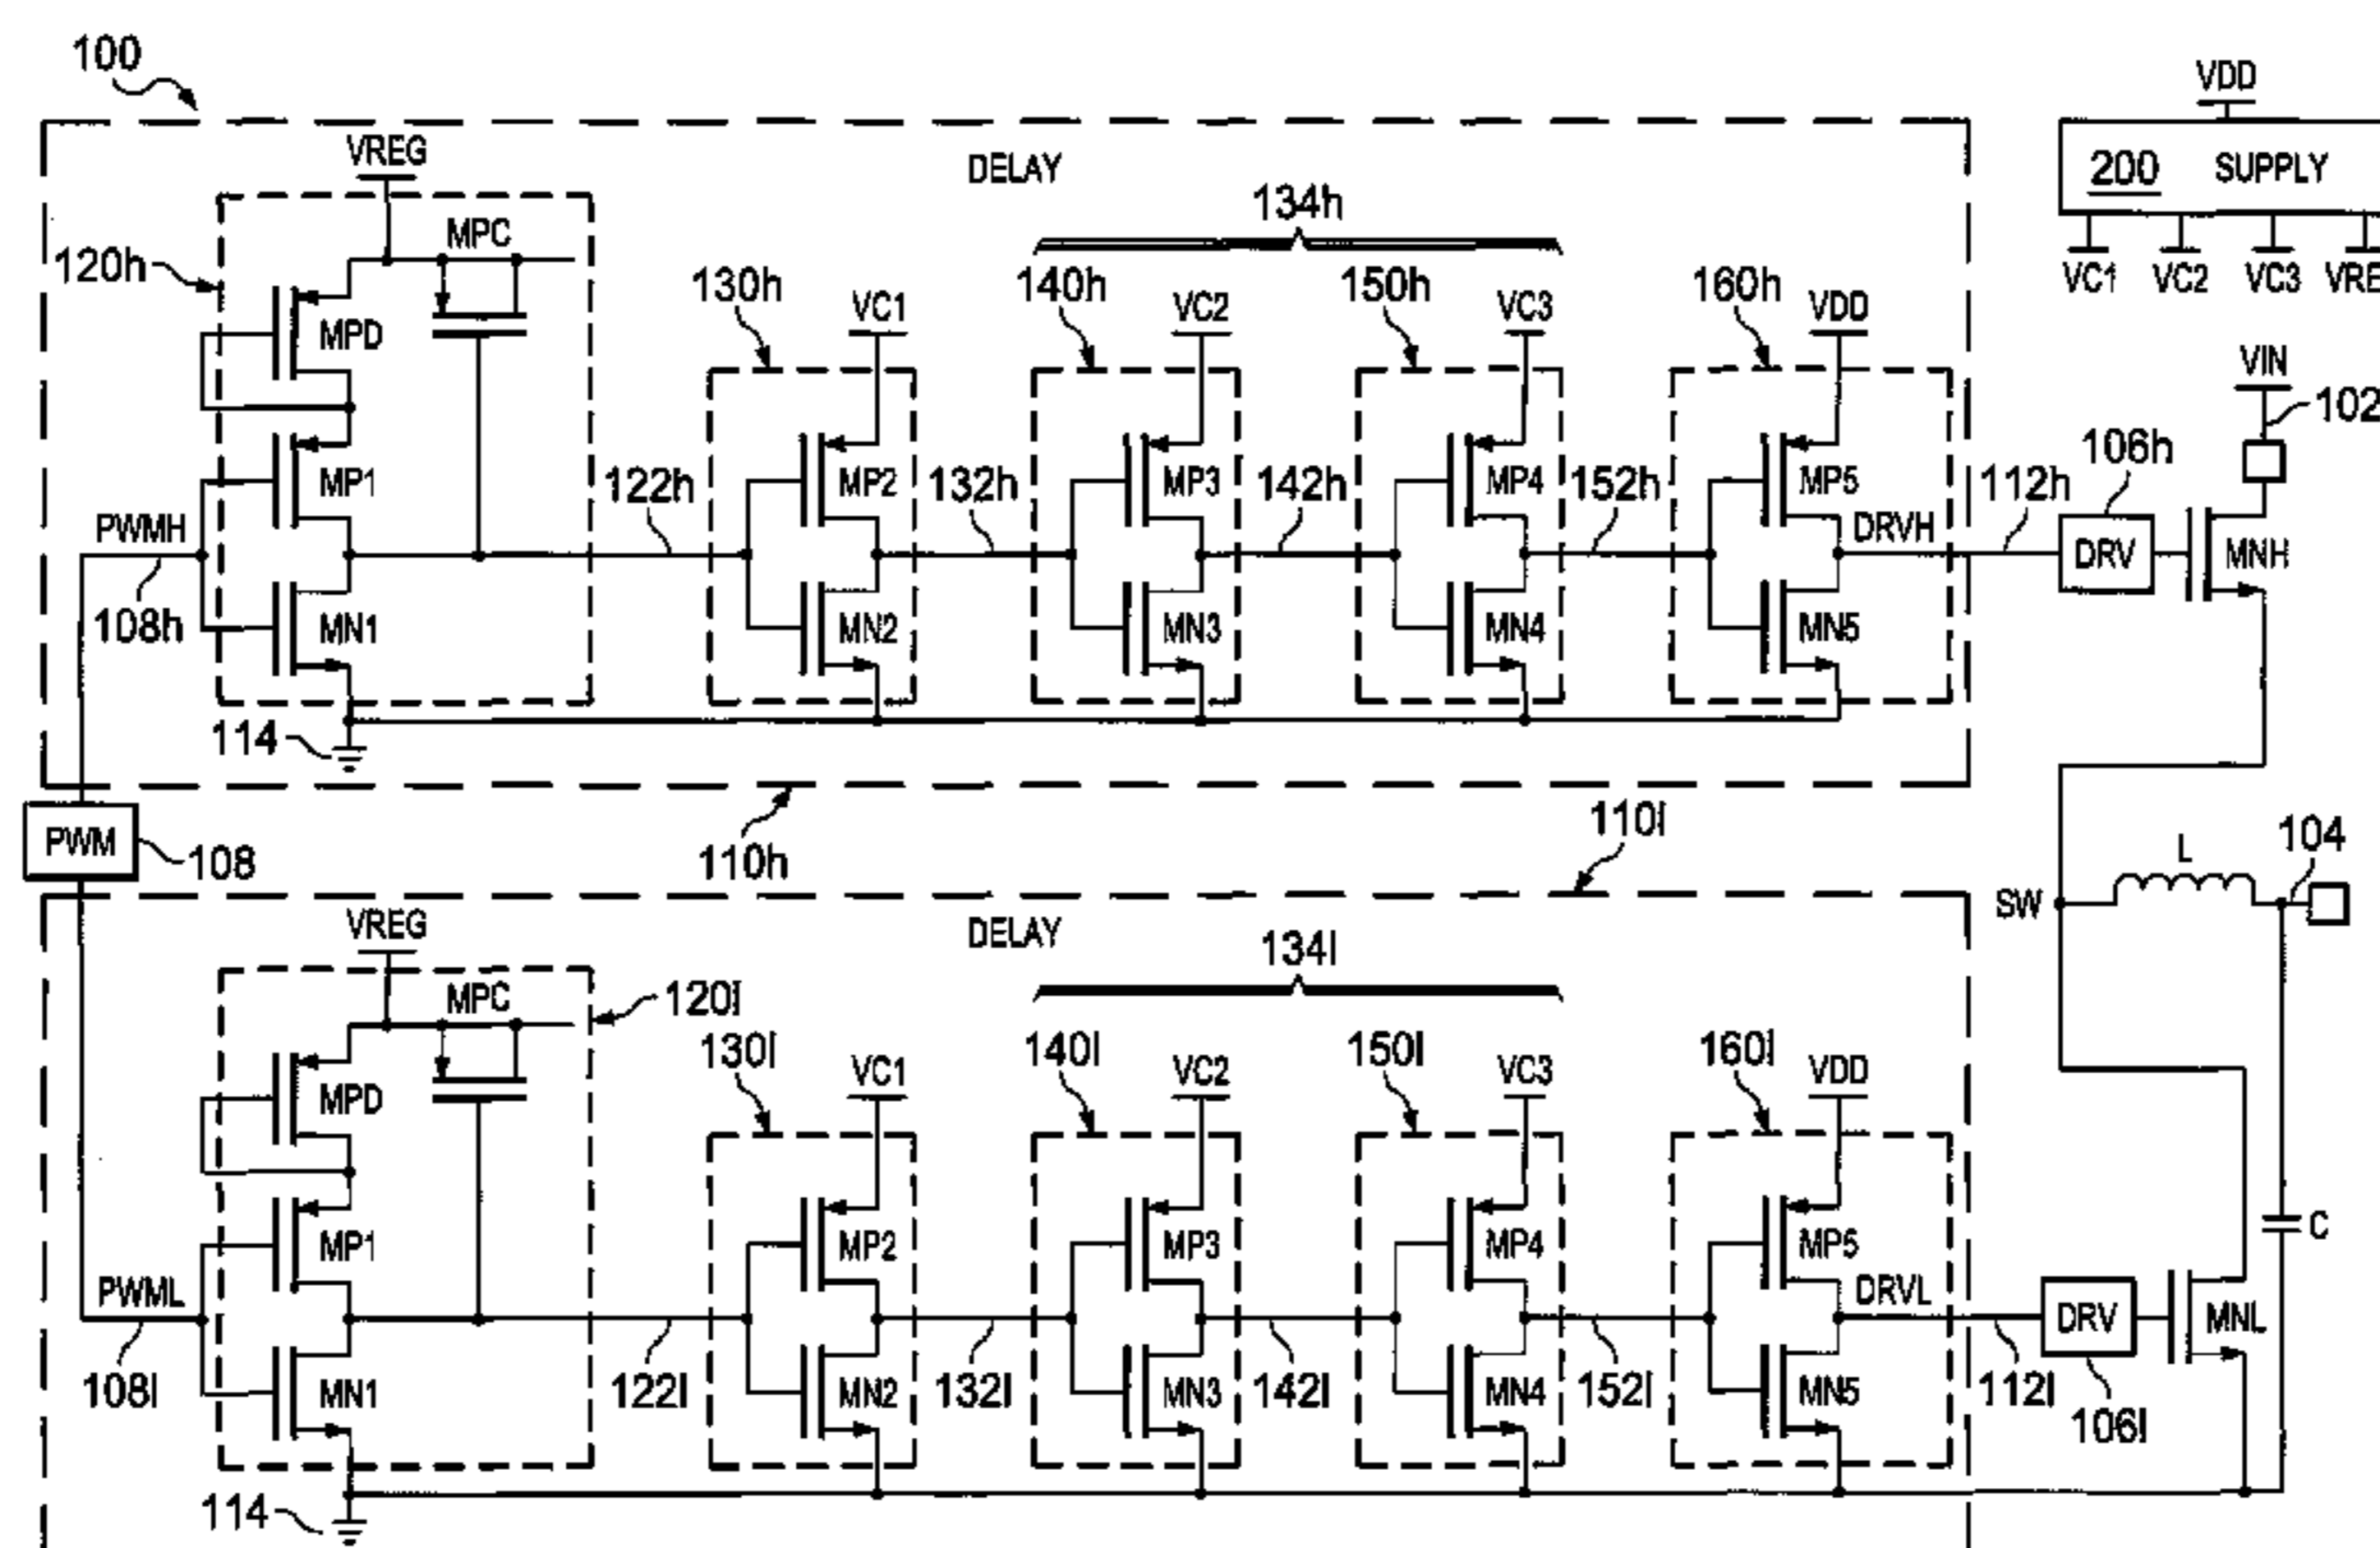 100
VDD
VREG
DELAY
200 SUPPLY
134h
MPC
120h
130h
140h
150h
160h
VC1
VC2
VC3
VDD
VC1 VC2 VC3 VRE
MPD
VIN
102
106h
MP1
122h
MP2
132h
MP3
142h
MP4
152h
MP5
112h
PWMH
DRVH
DRV
MNH
108h
MN1
MN2
MN3
MN4
MN5
114
110l
PWM
108
110h
L
104
SW
VREG
DELAY
134l
MPC
120l
130l
140l
150l
160l
VC1
VC2
VC3
VDD
MPD
MP1
MP2
MP3
MP4
MP5
C
PWML
DRVL
DRV
MNL
108l
MN1
122l
MN2
132l
MN3
142l
MN4
152l
MN5
112l
106l
114